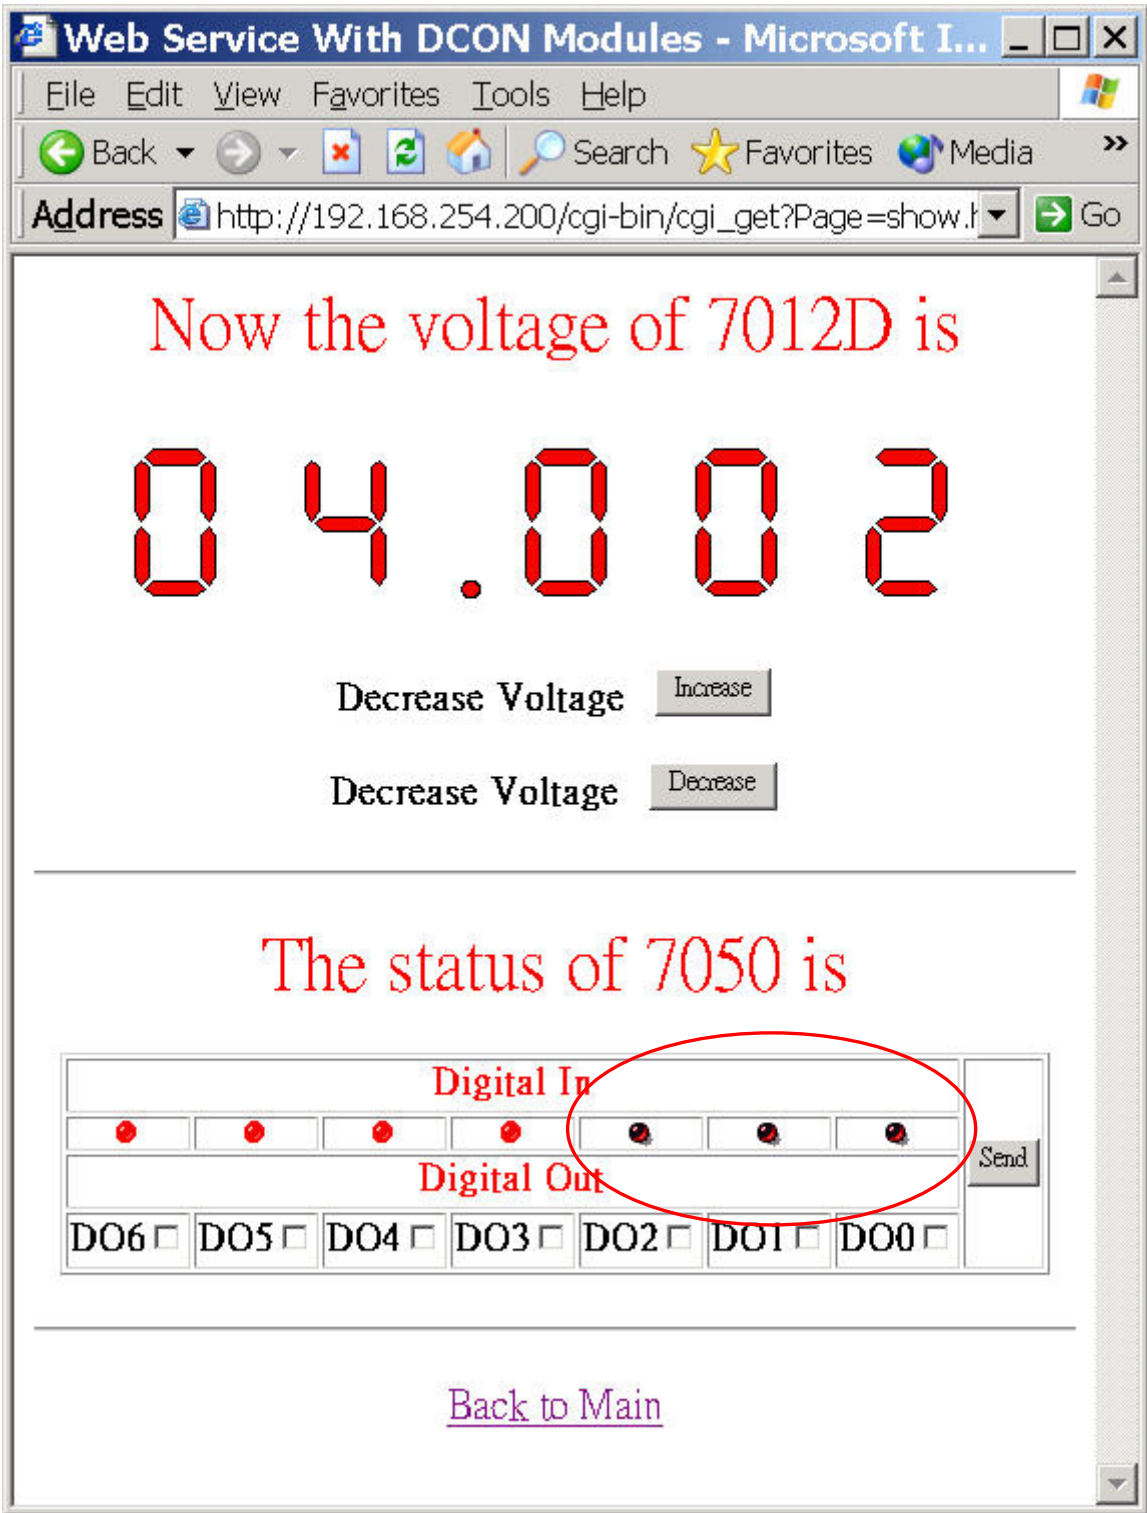 Web Service With DCON Modules - Microsoft I...
File Edit View Favorites Tools Help
Back Search Favorites Media »
Address http://192.168.254.200/cgi-bin/cgi_get?Page=show. Go
Now the voltage of 7012D is
04.002
Decrease Voltage Increase
Decrease Voltage Decrease
The status of 7050 is
Digital In
Digital Out
Send
DO6 DO5 DO4 DO3 DO2 DO1 DO0
Back to Main